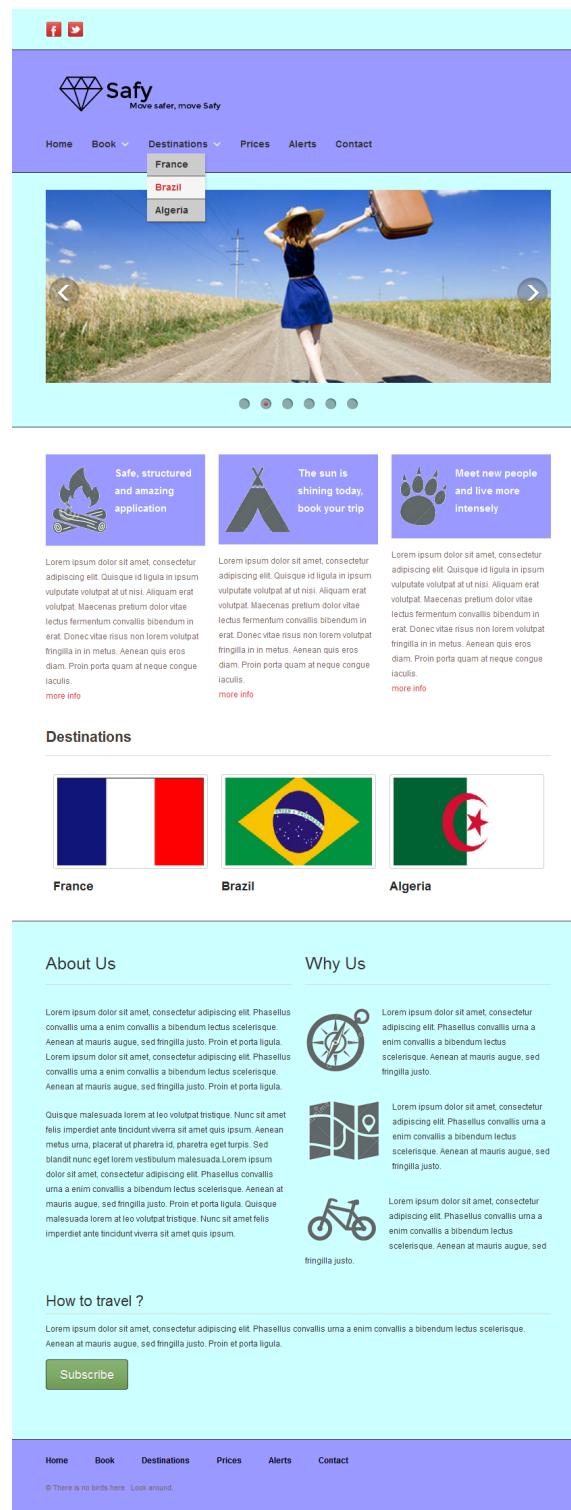 Safy
Move safer, move Safy
Home Book Destinations Prices Alerts Contact
France
Brazil
Algeria
Safe, structured
and amazing
application
Lorem ipsum dolor sit amet, consectetur
adipiscing elit. Quisque id ligula in ipsum
vulputate volutpat at ut nisi. Aliquam erat
volutpat. Maecenas pretium dolor vitae
lectus fermentum convallis bibendum in
erat. Donec vitae risus non lorem volutpat
fringilla in in metus. Aenean quis eros
diam. Proin porta quam at neque congue
iaculis.
more info
The sun is
shining today,
book your trip
Lorem ipsum dolor sit amet, consectetur
adipiscing elit. Quisque id ligula in ipsum
vulputate volutpat at ut nisi. Aliquam erat
volutpat. Maecenas pretium dolor vitae
lectus fermentum convallis bibendum in
erat. Donec vitae risus non lorem volutpat
fringilla in in metus. Aenean quis eros
diam. Proin porta quam at neque congue
iaculis.
more info
Meet new people
and live more
intensely
Lorem ipsum dolor sit amet, consectetur
adipiscing elit. Quisque id ligula in ipsum
vulputate volutpat at ut nisi. Aliquam erat
volutpat. Maecenas pretium dolor vitae
lectus fermentum convallis bibendum in
erat. Donec vitae risus non lorem volutpat
fringilla in in metus. Aenean quis eros
diam. Proin porta quam at neque congue
iaculis.
more info
Destinations
France
Brazil
Algeria
About Us
Lorem ipsum dolor sit amet, consectetur adipiscing elit. Phasellus
convallis urna a enim convallis a bibendum lectus scelerisque.
Aenean at mauris augue, sed fringilla justo. Proin et porta ligula.
Lorem ipsum dolor sit amet, consectetur adipiscing elit. Phasellus
convallis urna a enim convallis a bibendum lectus scelerisque.
Aenean at mauris augue, sed fringilla justo. Proin et porta ligula.
Quisque malesuada lorem at leo volutpat tristique. Nunc sit amet
felis imperdiet ante tincidunt viverra sit amet quis ipsum. Aenean
metus urna, placerat ut pharetra id, pharetra eget turpis. Sed
blandit nunc eget lorem vestibulum malesuada.Lorem ipsum
dolor sit amet, consectetur adipiscing elit. Phasellus convallis
urna a enim convallis a bibendum lectus scelerisque. Aenean at
mauris augue, sed fringilla justo. Proin et porta ligula. Quisque
malesuada lorem at leo volutpat tristique. Nunc sit amet felis
imperdiet ante tincidunt viverra sit amet quis ipsum.
Why Us
Lorem ipsum dolor sit amet, consectetur
adipiscing elit. Phasellus convallis urna a
enim convallis a bibendum lectus
scelerisque. Aenean at mauris augue, sed
fringilla justo.
Lorem ipsum dolor sit amet, consectetur
adipiscing elit. Phasellus convallis urna a
enim convallis a bibendum lectus
scelerisque. Aenean at mauris augue, sed
fringilla justo.
Lorem ipsum dolor sit amet, consectetur
adipiscing elit. Phasellus convallis urna a
enim convallis a bibendum lectus
scelerisque. Aenean at mauris augue, sed
fringilla justo.
How to travel ?
Lorem ipsum dolor sit amet, consectetur adipiscing elit. Phasellus convallis urna a enim convallis a bibendum lectus scelerisque.
Aenean at mauris augue, sed fringilla justo. Proin et porta ligula.
Subscribe
Home Book Destinations Prices Alerts Contact
© There is no birds here Look around.